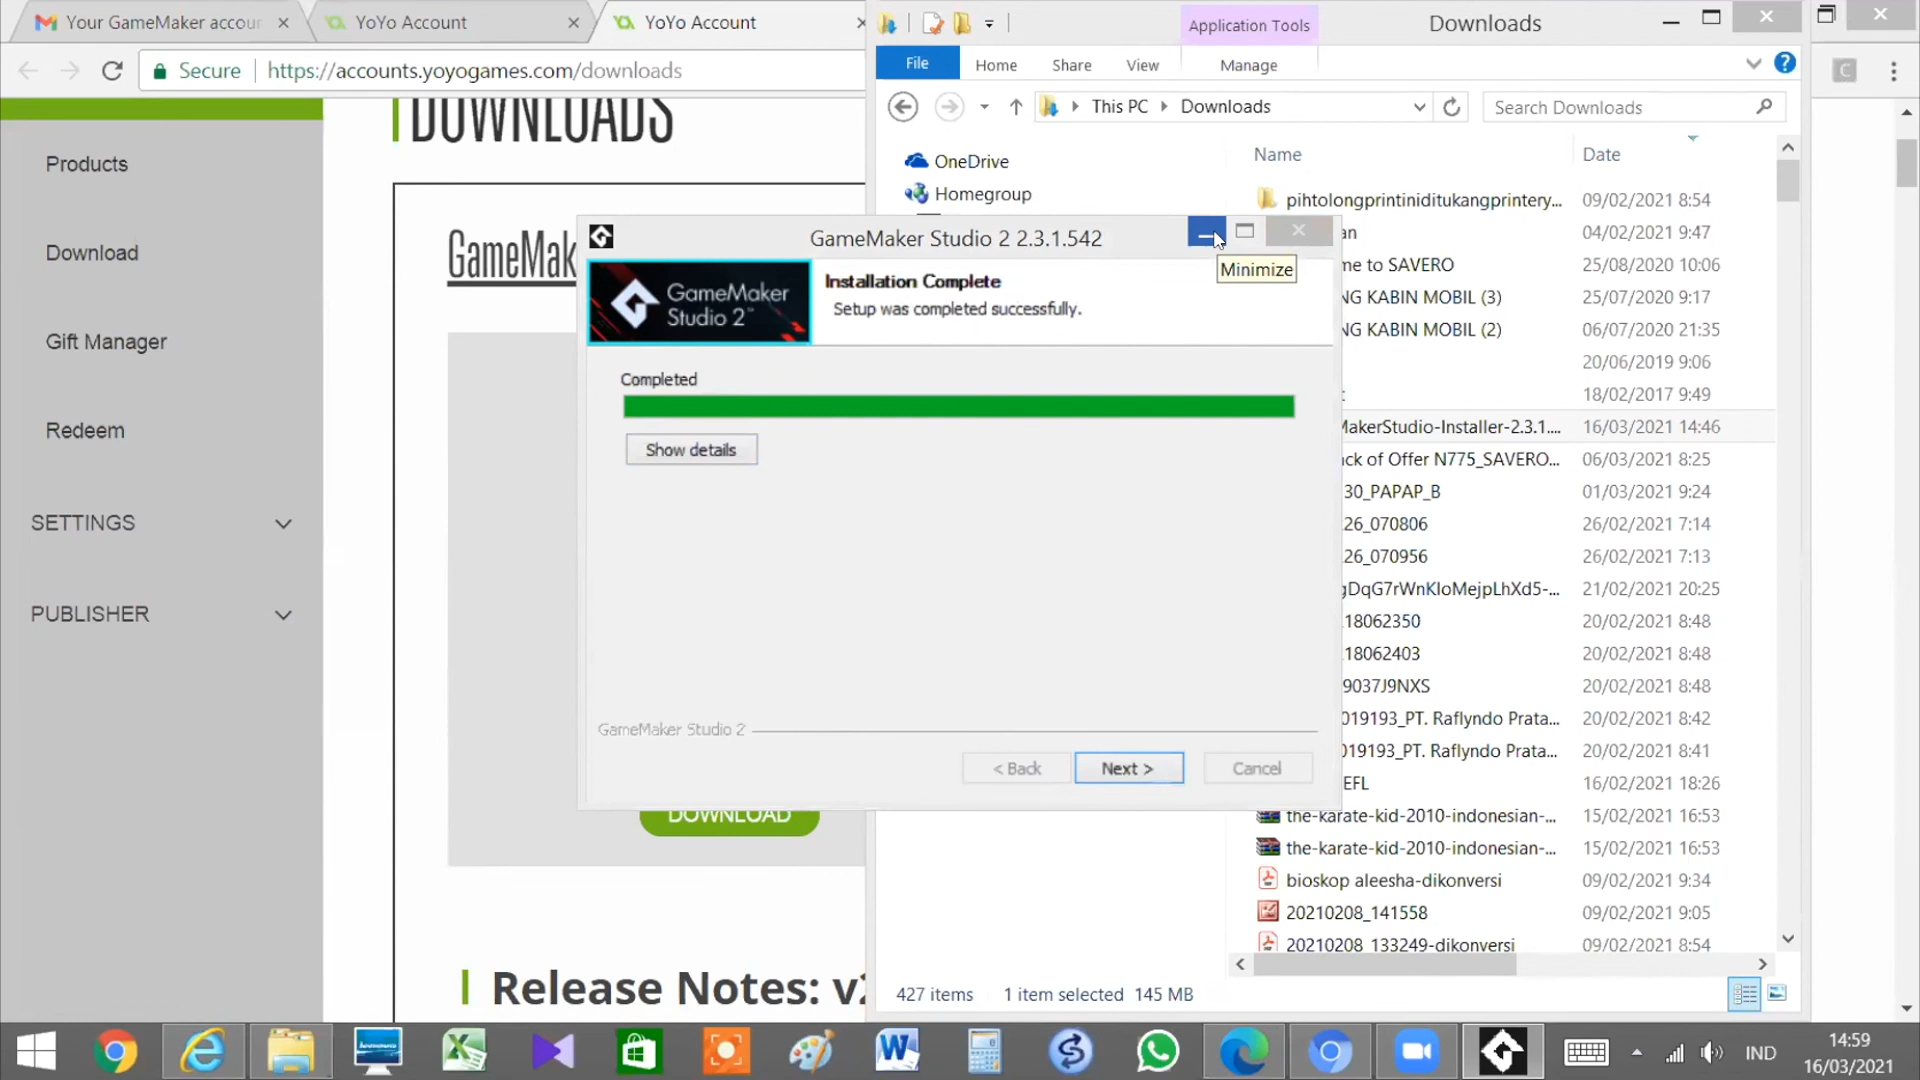 Your GameMaker accour
YoYo Account
YoYo Account
Application Tools
Downloads
Secure
https://accounts.yoyogames.com/downloads
File
Home
Share
View
Manage
This PC
Downloads
Search Downloads
DOWNLOADS
Products
Download
Gift Manager
Redeem
SETTINGS
PUBLISHER
GameMak
DOWNLOAD
Release Notes: v2
OneDrive
Homegroup
Name
Date
pihtolongprintiniditukangprintery... 09/02/2021 8:54
an 04/02/2021 9:47
me to SAVERO 25/08/2020 10:06
NG KABIN MOBIL (3) 25/07/2020 9:17
NG KABIN MOBIL (2) 06/07/2020 21:35
20/06/2019 9:06
18/02/2017 9:49
MakerStudio-Installer-2.3.1.... 16/03/2021 14:46
ck of Offer N775_SAVERO... 06/03/2021 8:25
30_PAPAP_B 01/03/2021 9:24
26_070806 26/02/2021 7:14
26_070956 26/02/2021 7:13
gDqG7rWnKIoMejpLhXd5-... 21/02/2021 20:25
18062350 20/02/2021 8:48
18062403 20/02/2021 8:48
9037J9NXS 20/02/2021 8:48
019193_PT. Raflyndo Prata... 20/02/2021 8:42
019193_PT. Raflyndo Prata... 20/02/2021 8:41
EFL 16/02/2021 18:26
the-karate-kid-2010-indonesian-... 15/02/2021 16:53
the-karate-kid-2010-indonesian-... 15/02/2021 16:53
bioskop aleesha-dikonversi 09/02/2021 9:34
20210208_141558 09/02/2021 9:05
20210208_133249-dikonversi 09/02/2021 8:54
427 items
1 item selected 145 MB
GameMaker Studio 2 2.3.1.542
Minimize
GameMaker
Studio 2™
Installation Complete
Setup was completed successfully.
Completed
Show details
GameMaker Studio 2
< Back
Next >
Cancel
IND
14:59
16/03/2021